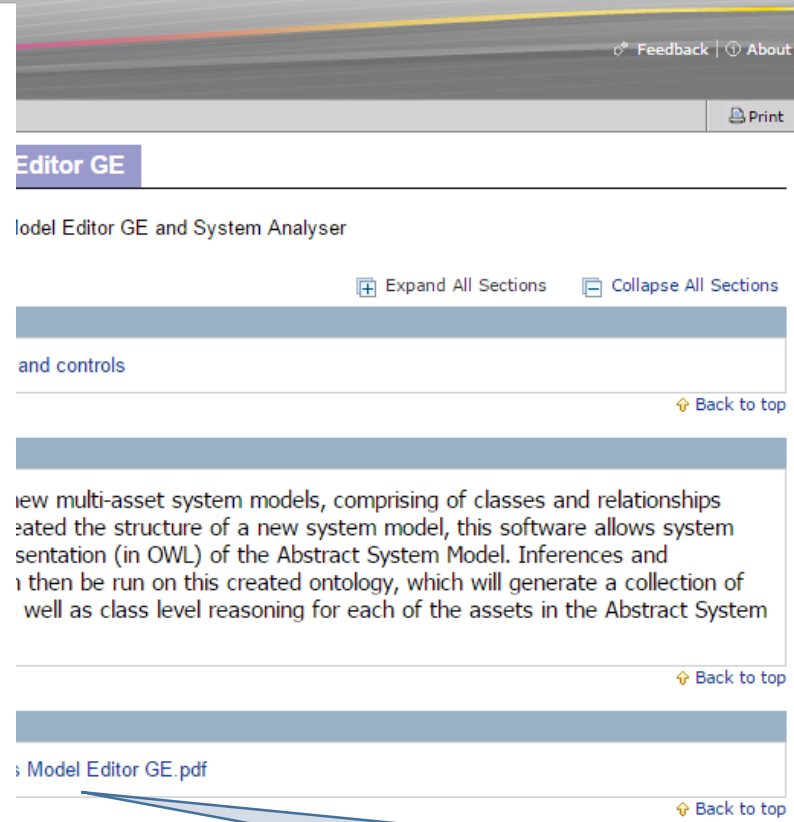 Feedback | About
Print
Editor GE
Model Editor GE and System Analyser
Expand All Sections Collapse All Sections
and controls
Back to top
new multi-asset system models, comprising of classes and relationships
eated the structure of a new system model, this software allows system
sentation (in OWL) of the Abstract System Model. Inferences and
then be run on this created ontology, which will generate a collection of
well as class level reasoning for each of the assets in the Abstract System
Back to top
s Model Editor GE.pdf
Back to top